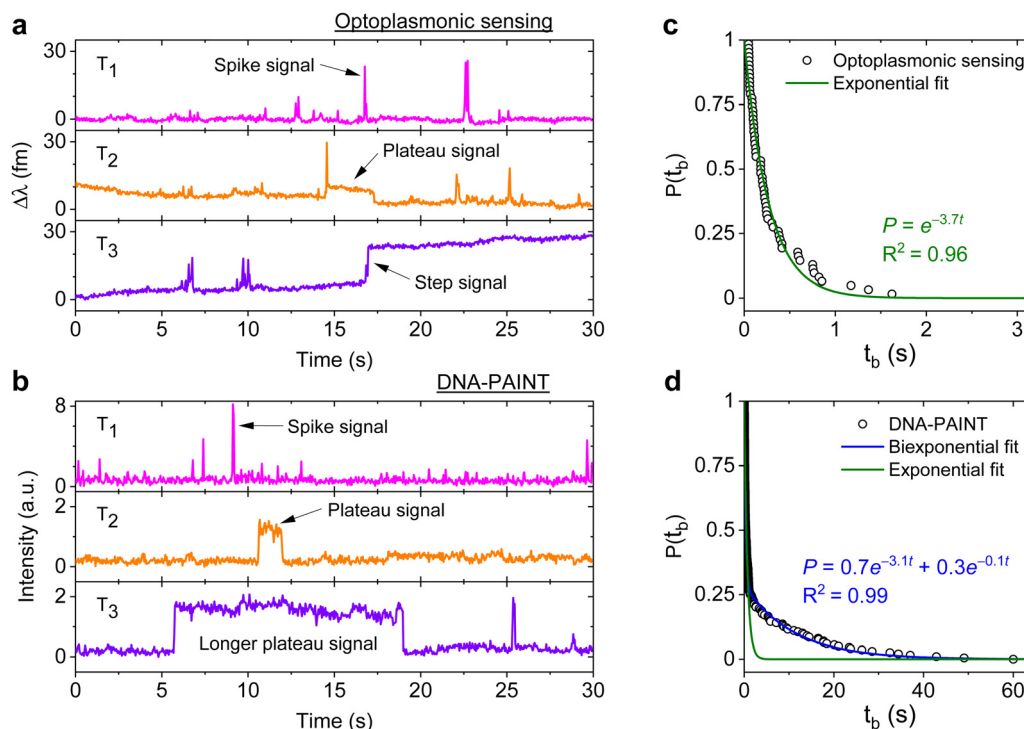 a
Optoplasmonic sensing
T1
Spike signal
30
0
T2
Plateau signal
30
0
Δλ (fm)
T3
Step signal
30
0
0 5 10 15 20 25 30
Time (s)
b
DNA-PAINT
T1
Spike signal
8
0
T2
Plateau signal
2
0
Intensity (a.u.)
T3
Longer plateau signal
2
0
0 5 10 15 20 25 30
Time (s)
c
Optoplasmonic sensing
Exponential fit
1
0.75
0.5
0.25
0
P(tb)
P = e^−3.7t
R² = 0.96
0 1 2 3
tb (s)
d
DNA-PAINT
Biexponential fit
Exponential fit
1
0.75
0.5
0.25
0
P(tb)
P = 0.7e^−3.1t + 0.3e^−0.1t
R² = 0.99
0 20 40 60
tb (s)